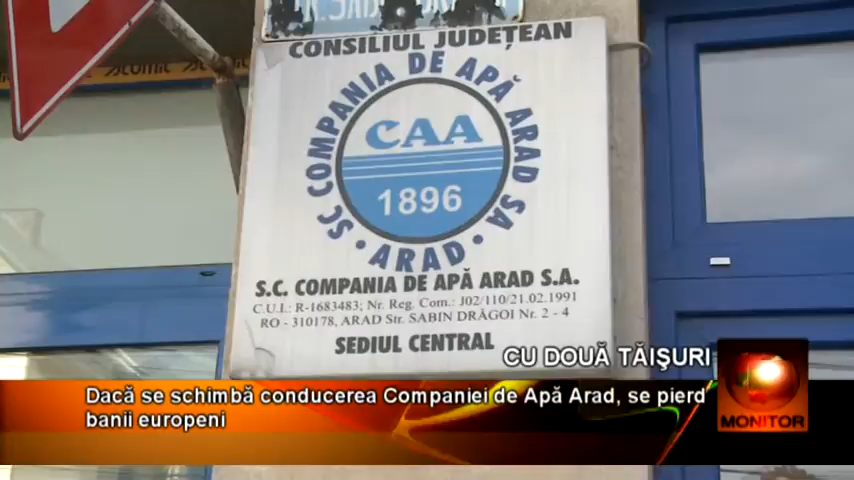 CONSILIUL JUDEȚEAN
• SC COMPANIA DE APĂ ARAD SA •
CAA
1896
ARAD
S.C. COMPANIA DE APĂ ARAD S.A.
C.U.I.: R-1683483; Nr. Reg. Com.: J02/110/21.02.1991
RO - 310178, ARAD Str. SABIN DRĂGOI Nr. 2 - 4
SEDIUL CENTRAL
CU DOUĂ TĂIŞURI
Dacă se schimbă conducerea Companiei de Apă Arad, se pierd
banii europeni
MONITOR